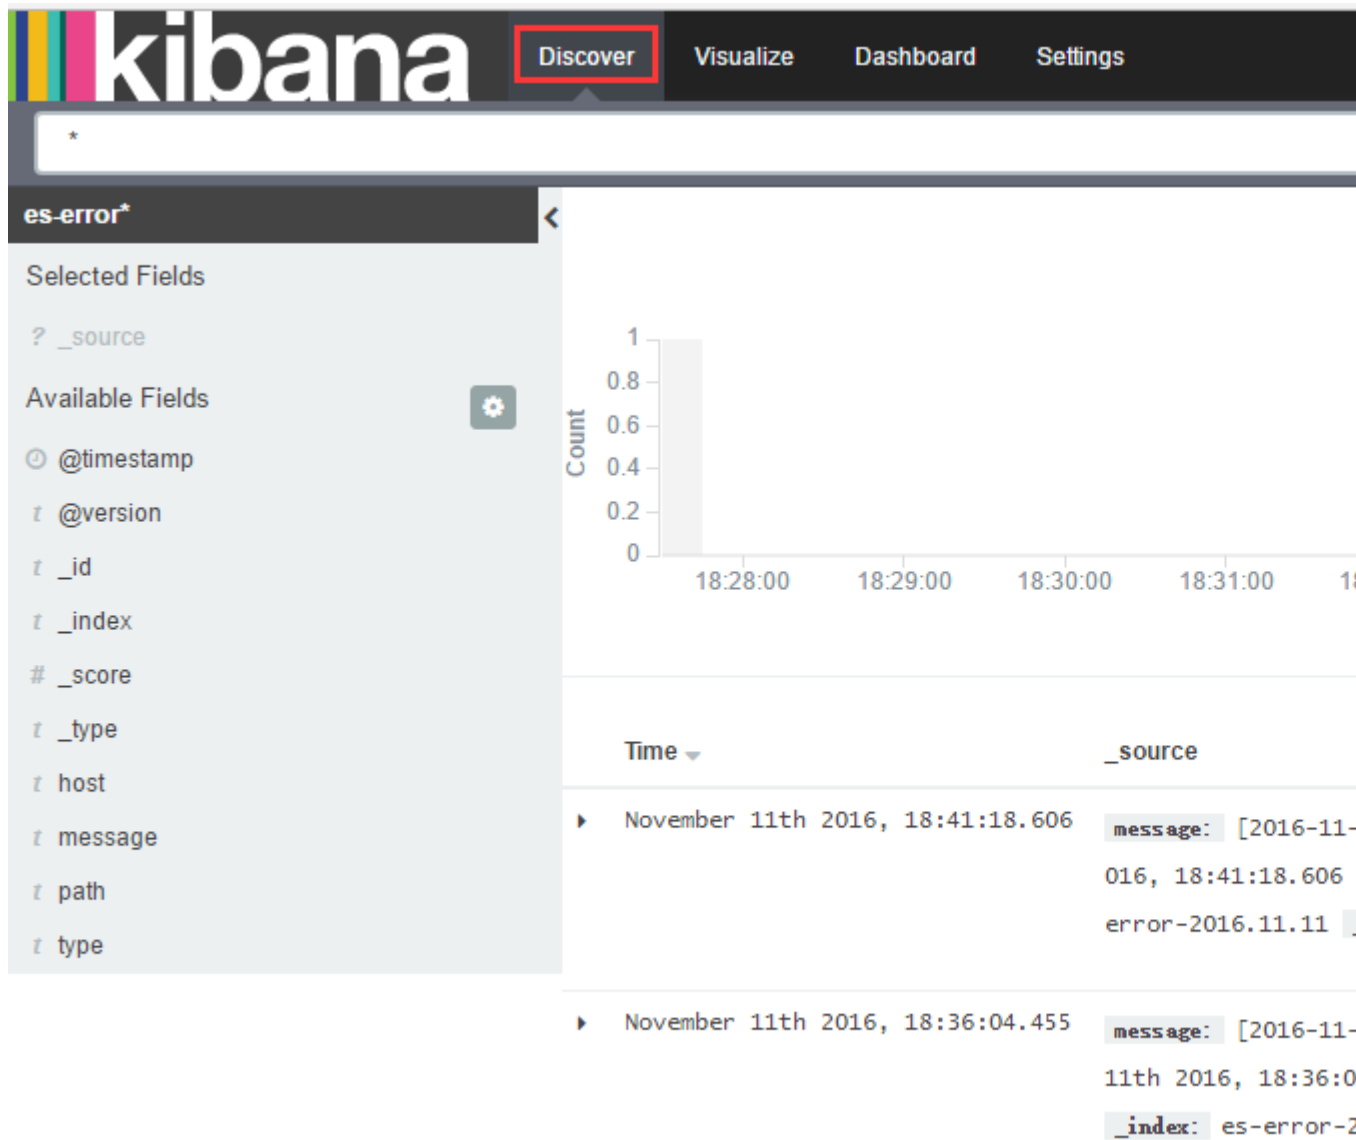 kibana Discover Visualize Dashboard Settings
*
es-error*
Selected Fields
? _source
Available Fields
@timestamp
t @version
t _id
t _index
# _score
t _type
t host
t message
t path
t type
Count
1
0.8
0.6
0.4
0.2
0
18:28:00 18:29:00 18:30:00 18:31:00
Time _source
November 11th 2016, 18:41:18.606 message: [2016-11-
016, 18:41:18.606
error-2016.11.11
November 11th 2016, 18:36:04.455 message: [2016-11-
11th 2016, 18:36:0
_index: es-error-2